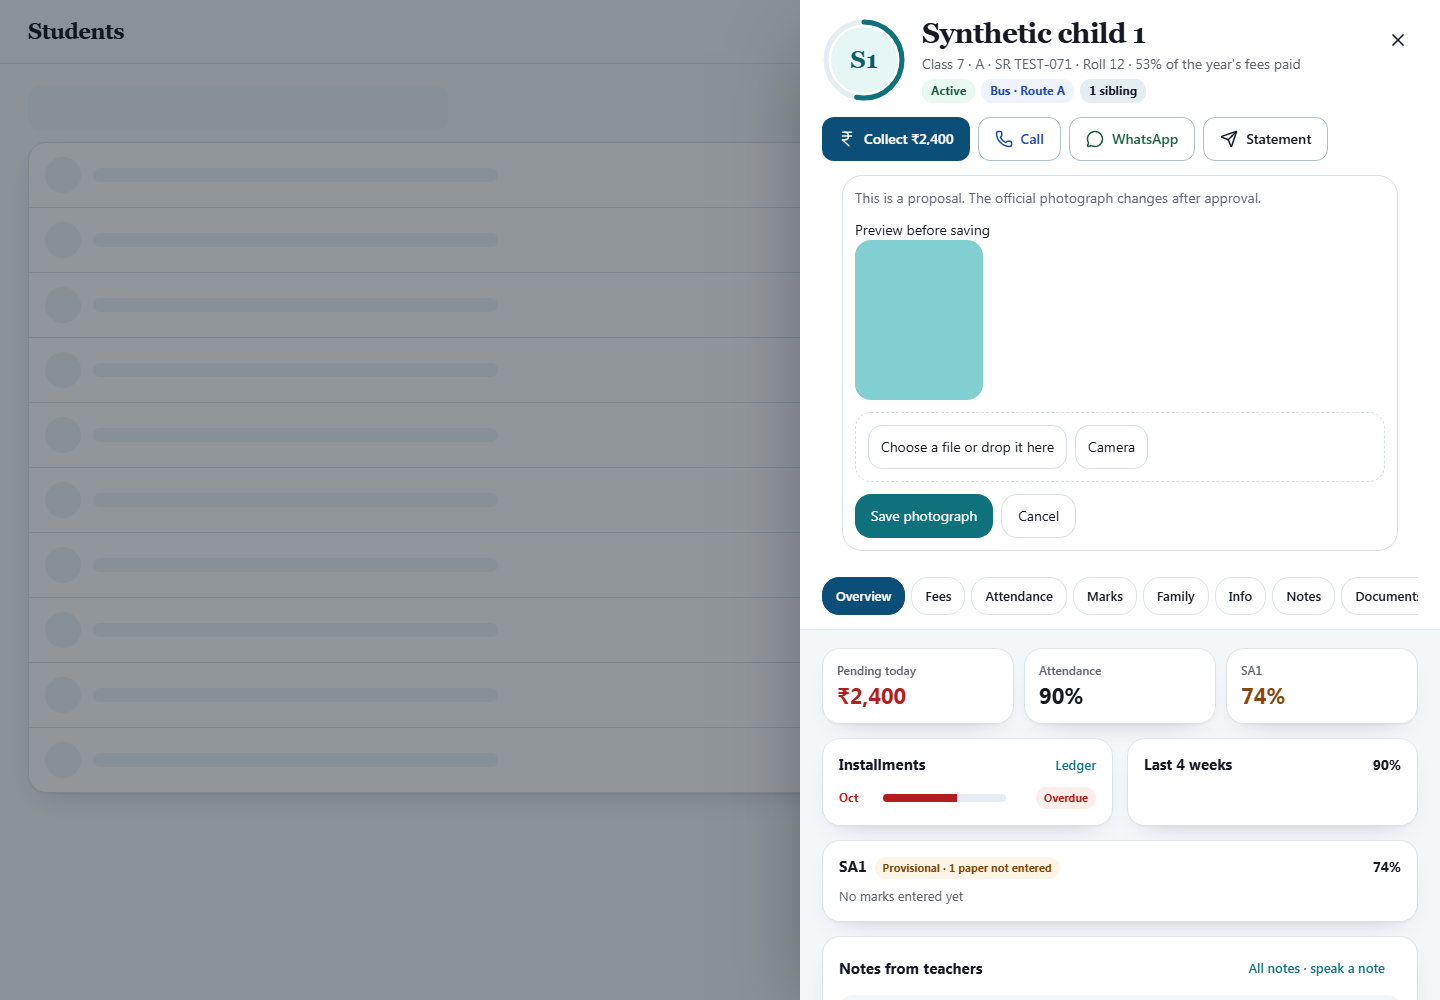 Students
S1
Synthetic child 1
Class 7 · A · SR TEST-071 · Roll 12 · 53% of the year's fees paid
Active
Bus · Route A
1 sibling
₹ Collect ₹2,400
Call
WhatsApp
Statement
This is a proposal. The official photograph changes after approval.
Preview before saving
Choose a file or drop it here
Camera
Save photograph
Cancel
Overview
Fees
Attendance
Marks
Family
Info
Notes
Documents
Pending today
₹2,400
Attendance
90%
SA1
74%
Installments
Ledger
Oct
Overdue
Last 4 weeks
90%
SA1
Provisional · 1 paper not entered
74%
No marks entered yet
Notes from teachers
All notes · speak a note